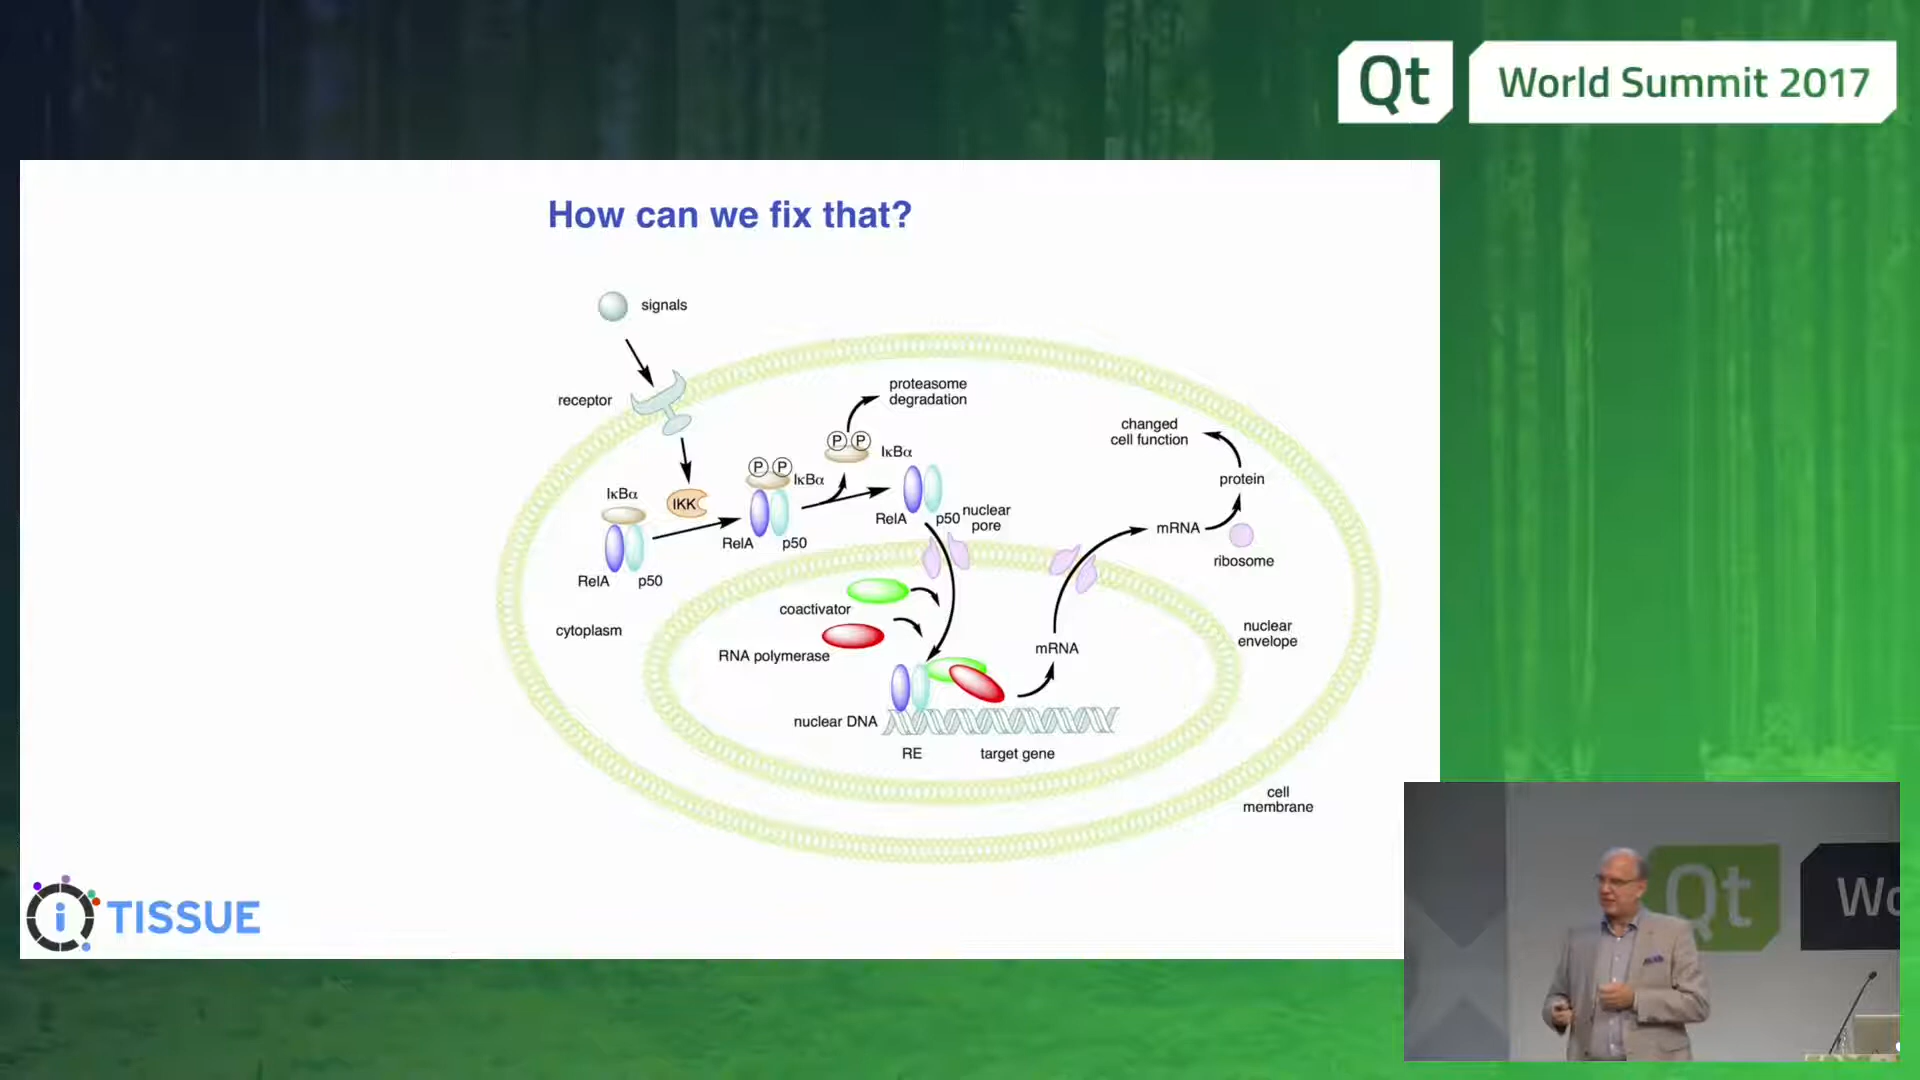 Qt
World Summit 2017
How can we fix that?
signals
receptor
proteasome
degradation
changed
cell function
P P
IκBα
P P
IκBα
protein
IκBα
IKK
RelA
p50
nuclear
pore
mRNA
RelA
p50
ribosome
RelA
p50
coactivator
cytoplasm
nuclear
envelope
mRNA
RNA polymerase
nuclear DNA
RE
target gene
cell
membrane
i
TISSUE
Qt